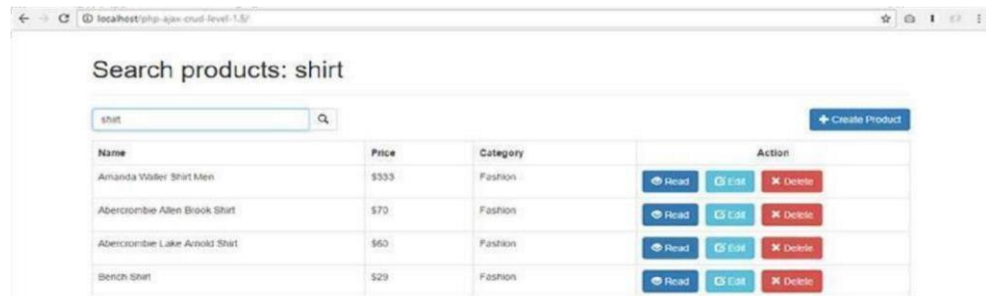 localhost/php-ajax-crud-level-1.5/
Search products: shirt
shirt
+ Create Product
Name Price Category Action
Amanda Waller Shirt Men $333 Fashion Read Edit Delete
Abercrombie Allen Brook Shirt $70 Fashion Read Edit Delete
Abercrombie Lake Arnold Shirt $60 Fashion Read Edit Delete
Bench Shirt $29 Fashion Read Edit Delete